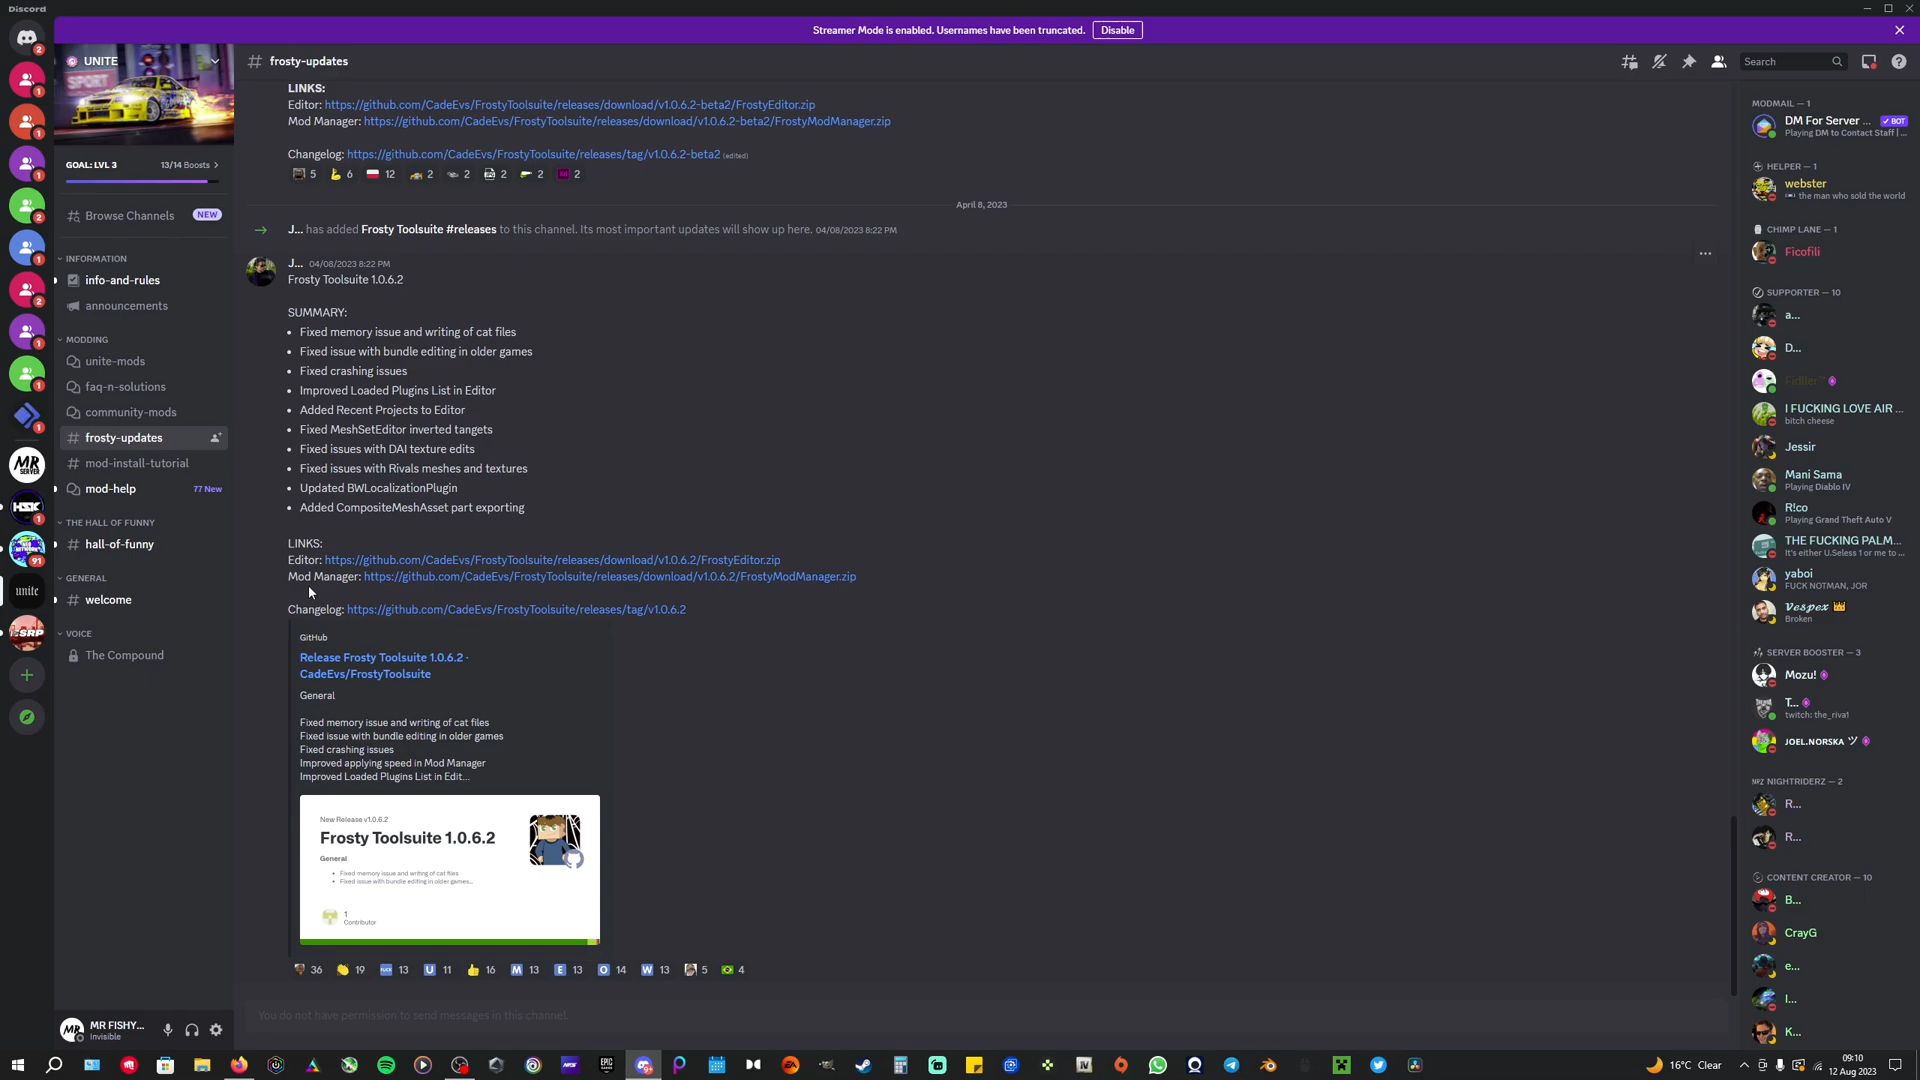 Discord
Streamer Mode is enabled. Usernames have been truncated. Disable
UNITE
# frosty-updates
Search
GOAL: LVL 3 13/14 Boosts >
Browse Channels NEW
INFORMATION
info-and-rules
announcements
MODDING
unite-mods
faq-n-solutions
community-mods
frosty-updates
mod-install-tutorial
mod-help 77 New
THE HALL OF FUNNY
hall-of-funny
GENERAL
welcome
VOICE
The Compound
MR FISHY...
Invisible
LINKS:
Editor: https://github.com/CadeEvs/FrostyToolsuite/releases/download/v1.0.6.2-beta2/FrostyEditor.zip
Mod Manager: https://github.com/CadeEvs/FrostyToolsuite/releases/download/v1.0.6.2-beta2/FrostyModManager.zip
Changelog: https://github.com/CadeEvs/FrostyToolsuite/releases/tag/v1.0.6.2-beta2 (edited)
5 6 12 2 2 2 2 2
April 8, 2023
J... has added Frosty Toolsuite #releases to this channel. Its most important updates will show up here. 04/08/2023 8:22 PM
J... 04/08/2023 8:22 PM
Frosty Toolsuite 1.0.6.2
SUMMARY:
• Fixed memory issue and writing of cat files
• Fixed issue with bundle editing in older games
• Fixed crashing issues
• Improved Loaded Plugins List in Editor
• Added Recent Projects to Editor
• Fixed MeshSetEditor inverted tangets
• Fixed issues with DAI texture edits
• Fixed issues with Rivals meshes and textures
• Updated BWLocalizationPlugin
• Added CompositeMeshAsset part exporting
LINKS:
Editor: https://github.com/CadeEvs/FrostyToolsuite/releases/download/v1.0.6.2/FrostyEditor.zip
Mod Manager: https://github.com/CadeEvs/FrostyToolsuite/releases/download/v1.0.6.2/FrostyModManager.zip
Changelog: https://github.com/CadeEvs/FrostyToolsuite/releases/tag/v1.0.6.2
GitHub
Release Frosty Toolsuite 1.0.6.2 ·
CadeEvs/FrostyToolsuite
General
Fixed memory issue and writing of cat files
Fixed issue with bundle editing in older games
Fixed crashing issues
Improved applying speed in Mod Manager
Improved Loaded Plugins List in Edit...
New Release v1.0.6.2
Frosty Toolsuite 1.0.6.2
General
• Fixed memory issue and writing of cat files
• Fixed issue with bundle editing in older games...
1
Contributor
36 19 13 U 11 16 M 13 E 13 O 14 W 13 5 4
You do not have permission to send messages in this channel.
MODMAIL — 1
DM For Server ... ✓ BOT
Playing DM to Contact Staff | ...
HELPER — 1
webster
the man who sold the world
CHIMP LANE — 1
Ficofili
SUPPORTER — 10
a...
D...
I FUCKING LOVE AIR ...
bitch cheese
Jessir
Mani Sama
Playing Diablo IV
R!co
Playing Grand Theft Auto V
THE FUCKING PALM...
It's either U.Seless 1 or me to ...
yaboi
FUCK NOTMAN, JOR
𝓥𝓮𝓼𝓹𝓮𝔁
Broken
SERVER BOOSTER — 3
Mozu!
T...
twitch: the_riva1
JOEL.NORSKA ツ
NIGHTRIDERZ — 2
R...
R...
CONTENT CREATOR — 10
B...
CrayG
e...
I...
K...
16°C Clear
09:10
12 Aug 2023